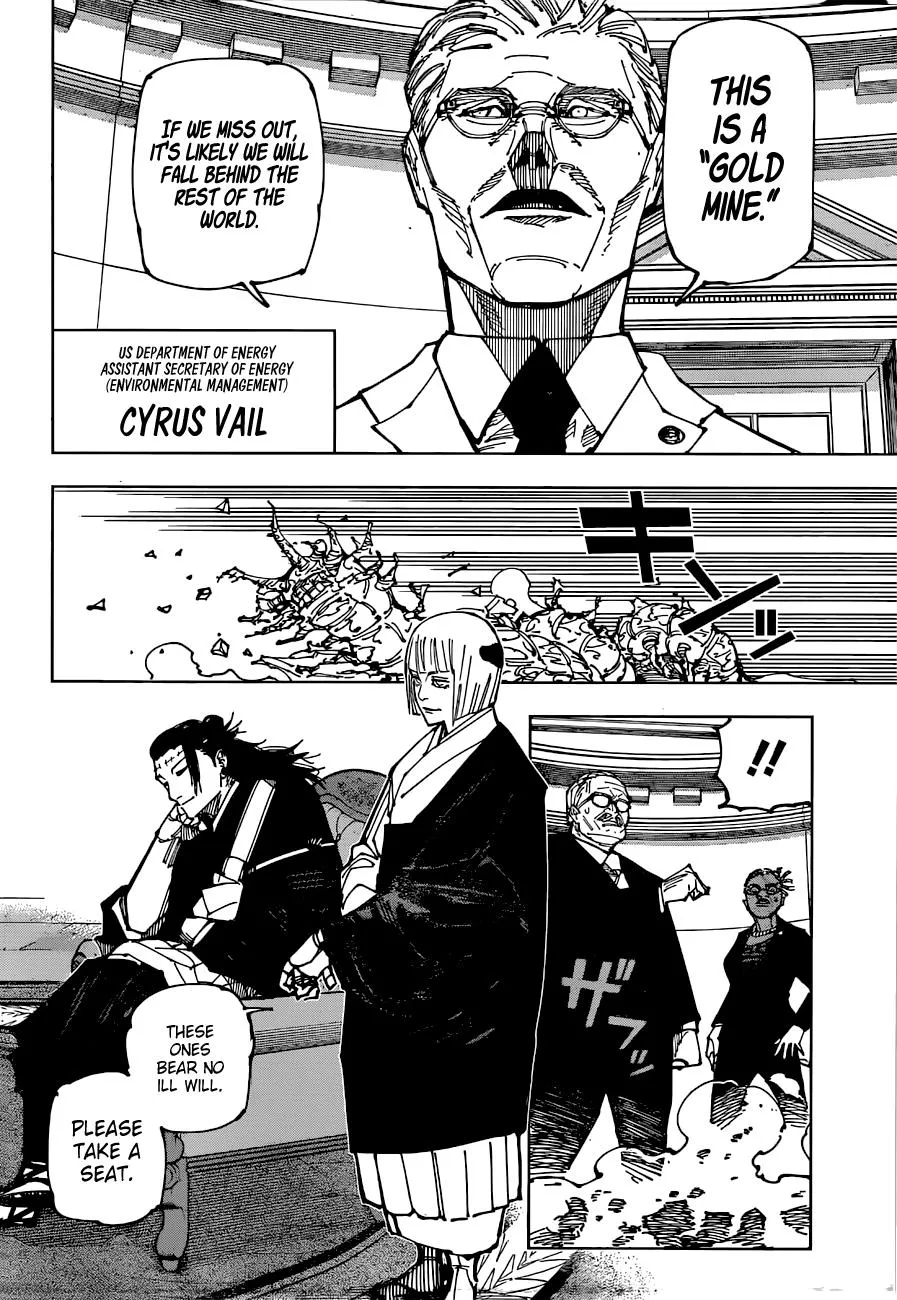 THIS
IS A
"GOLD
MINE."
IF WE MISS OUT,
IT'S LIKELY WE WILL
FALL BEHIND THE
REST OF THE
WORLD.
US DEPARTMENT OF ENERGY
ASSISTANT SECRETARY OF ENERGY
(ENVIRONMENTAL MANAGEMENT)
CYRUS VAIL
キィン
!!
ザブッ
THESE
ONES
BEAR NO
ILL WILL.
PLEASE
TAKE A
SEAT.